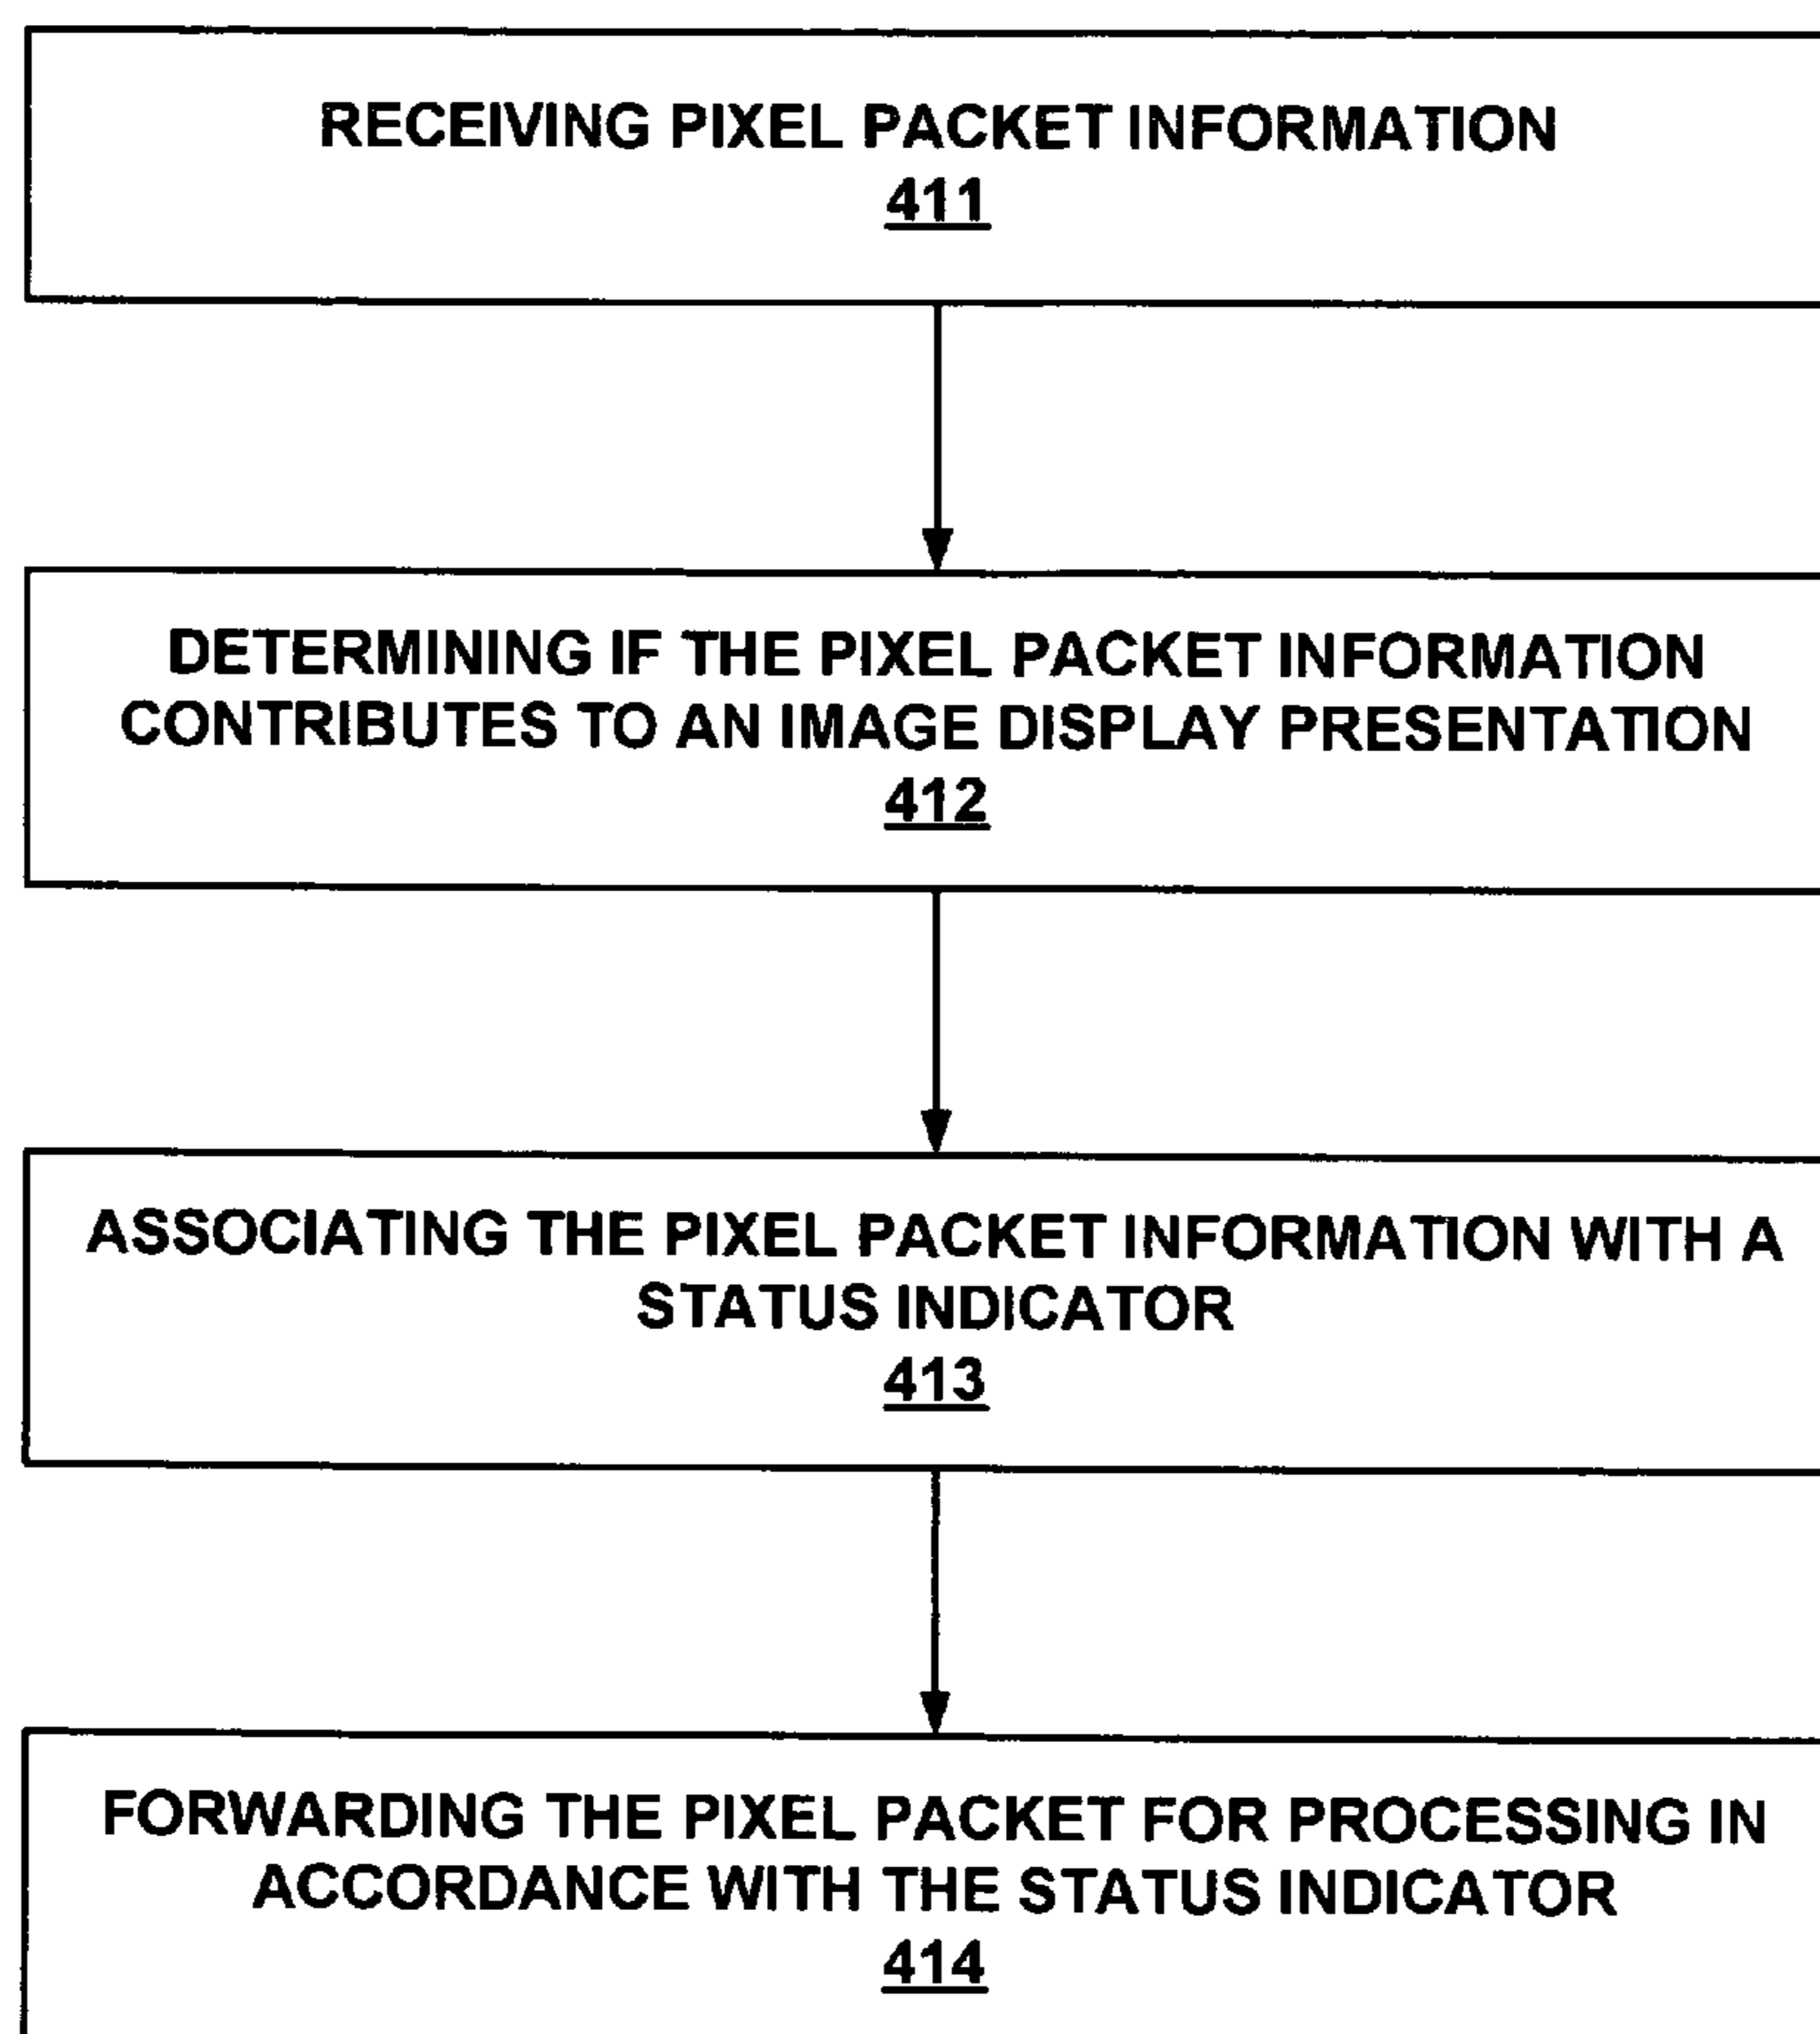 RECEIVING PIXEL PACKET INFORMATION
411
DETERMINING IF THE PIXEL PACKET INFORMATION
CONTRIBUTES TO AN IMAGE DISPLAY PRESENTATION
412
ASSOCIATING THE PIXEL PACKET INFORMATION WITH A
STATUS INDICATOR
413
FORWARDING THE PIXEL PACKET FOR PROCESSING IN
ACCORDANCE WITH THE STATUS INDICATOR
414